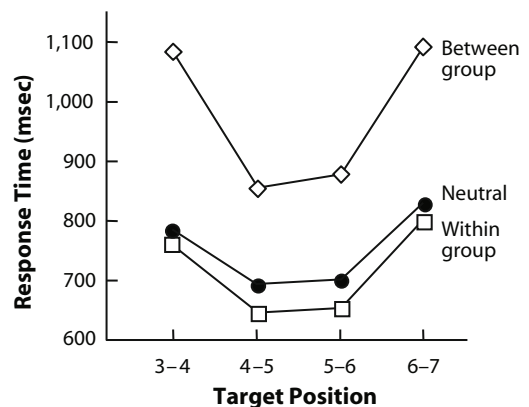 1,100
1,000
900
800
700
600
Response Time (msec)
Between
group
Neutral
Within
group
3–4
4–5
5–6
6–7
Target Position